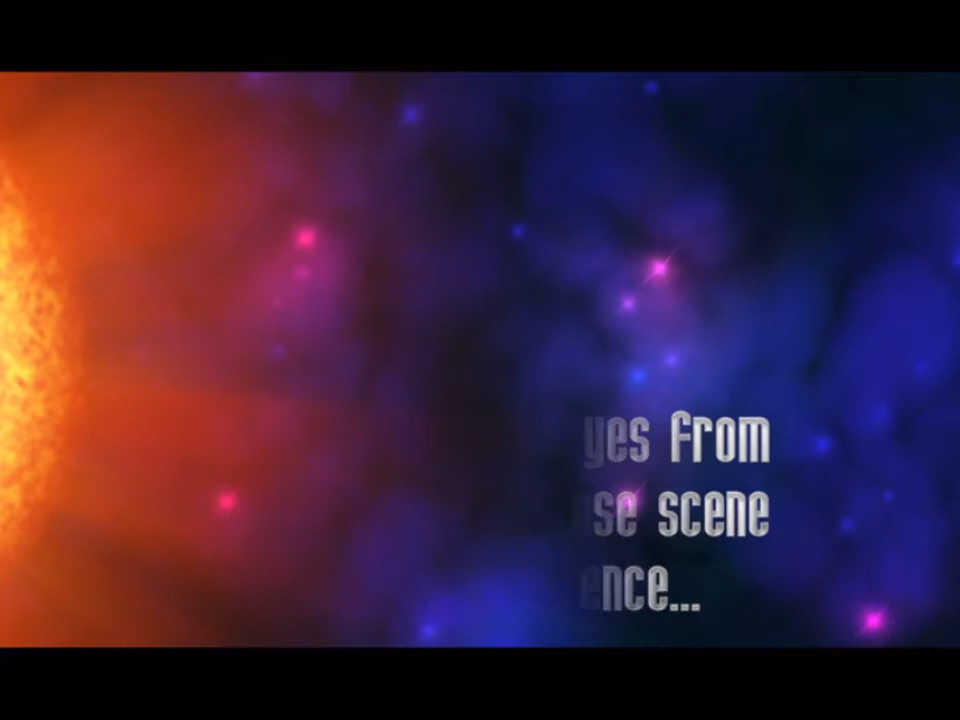 yes from
se scene
ence...